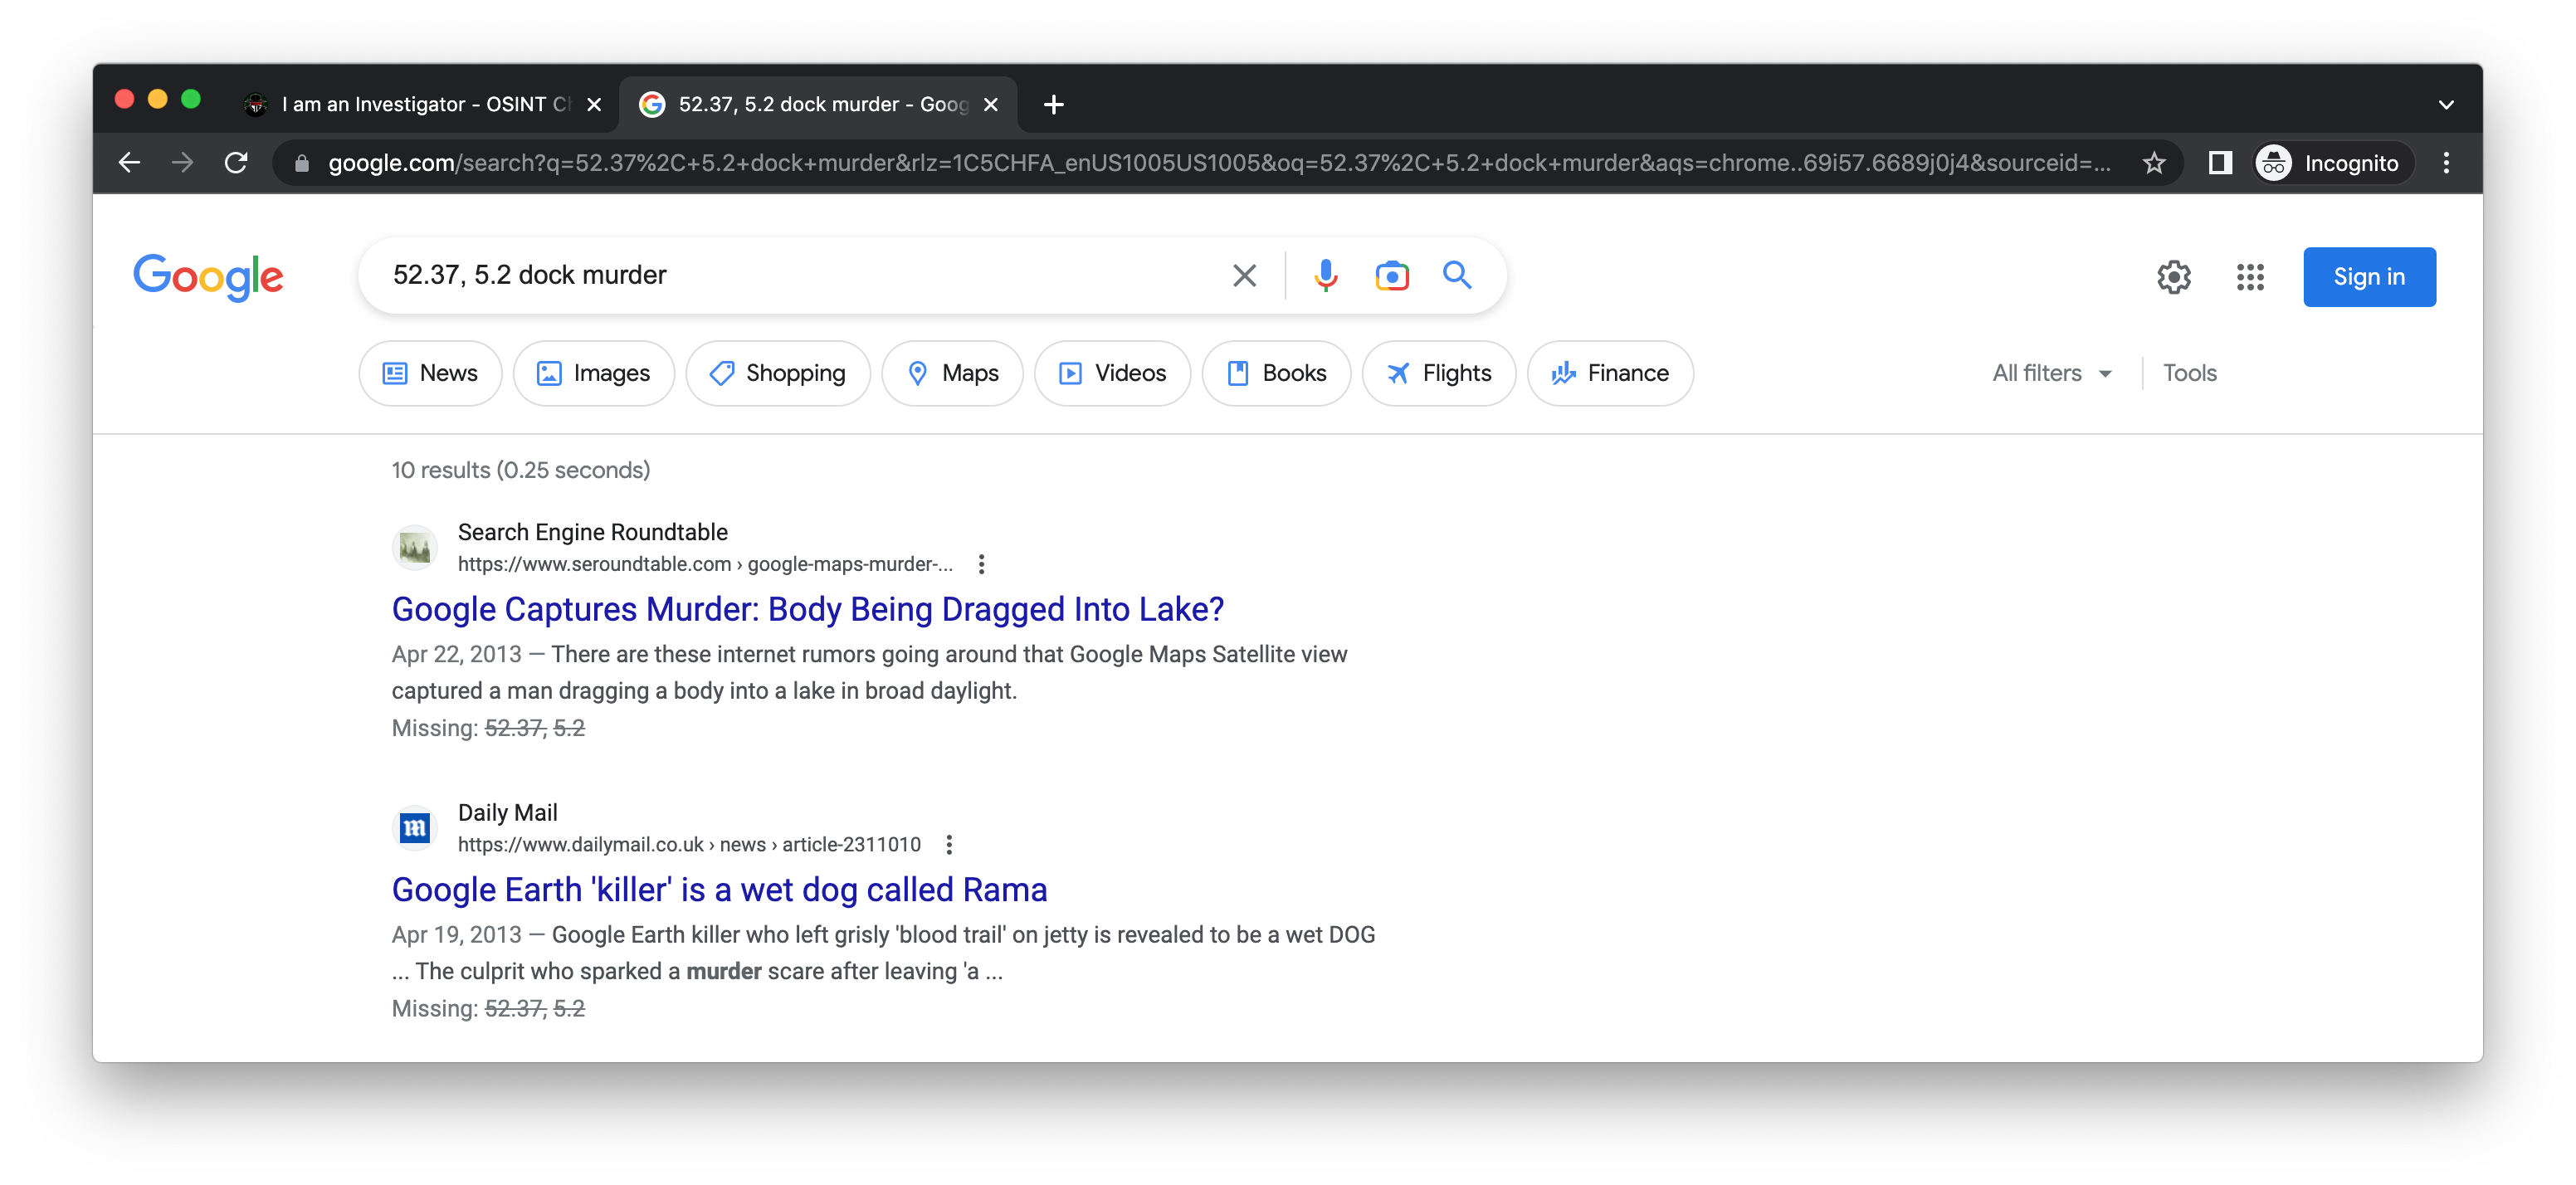 I am an Investigator - OSINT C
52.37, 5.2 dock murder - Goog
google.com/search?q=52.37%2C+5.2+dock+murder&rlz=1C5CHFA_enUS1005US1005&oq=52.37%2C+5.2+dock+murder&aqs=chrome..69i57.6689j0j4&sourceid=...
Incognito
Google
52.37, 5.2 dock murder
Sign in
News
Images
Shopping
Maps
Videos
Books
Flights
Finance
All filters
Tools
10 results (0.25 seconds)
Search Engine Roundtable
https://www.seroundtable.com › google-maps-murder-...
Google Captures Murder: Body Being Dragged Into Lake?
Apr 22, 2013 — There are these internet rumors going around that Google Maps Satellite view
captured a man dragging a body into a lake in broad daylight.
Missing: 52.37, 5.2
Daily Mail
https://www.dailymail.co.uk › news › article-2311010
Google Earth 'killer' is a wet dog called Rama
Apr 19, 2013 — Google Earth killer who left grisly 'blood trail' on jetty is revealed to be a wet DOG
... The culprit who sparked a murder scare after leaving 'a ...
Missing: 52.37, 5.2